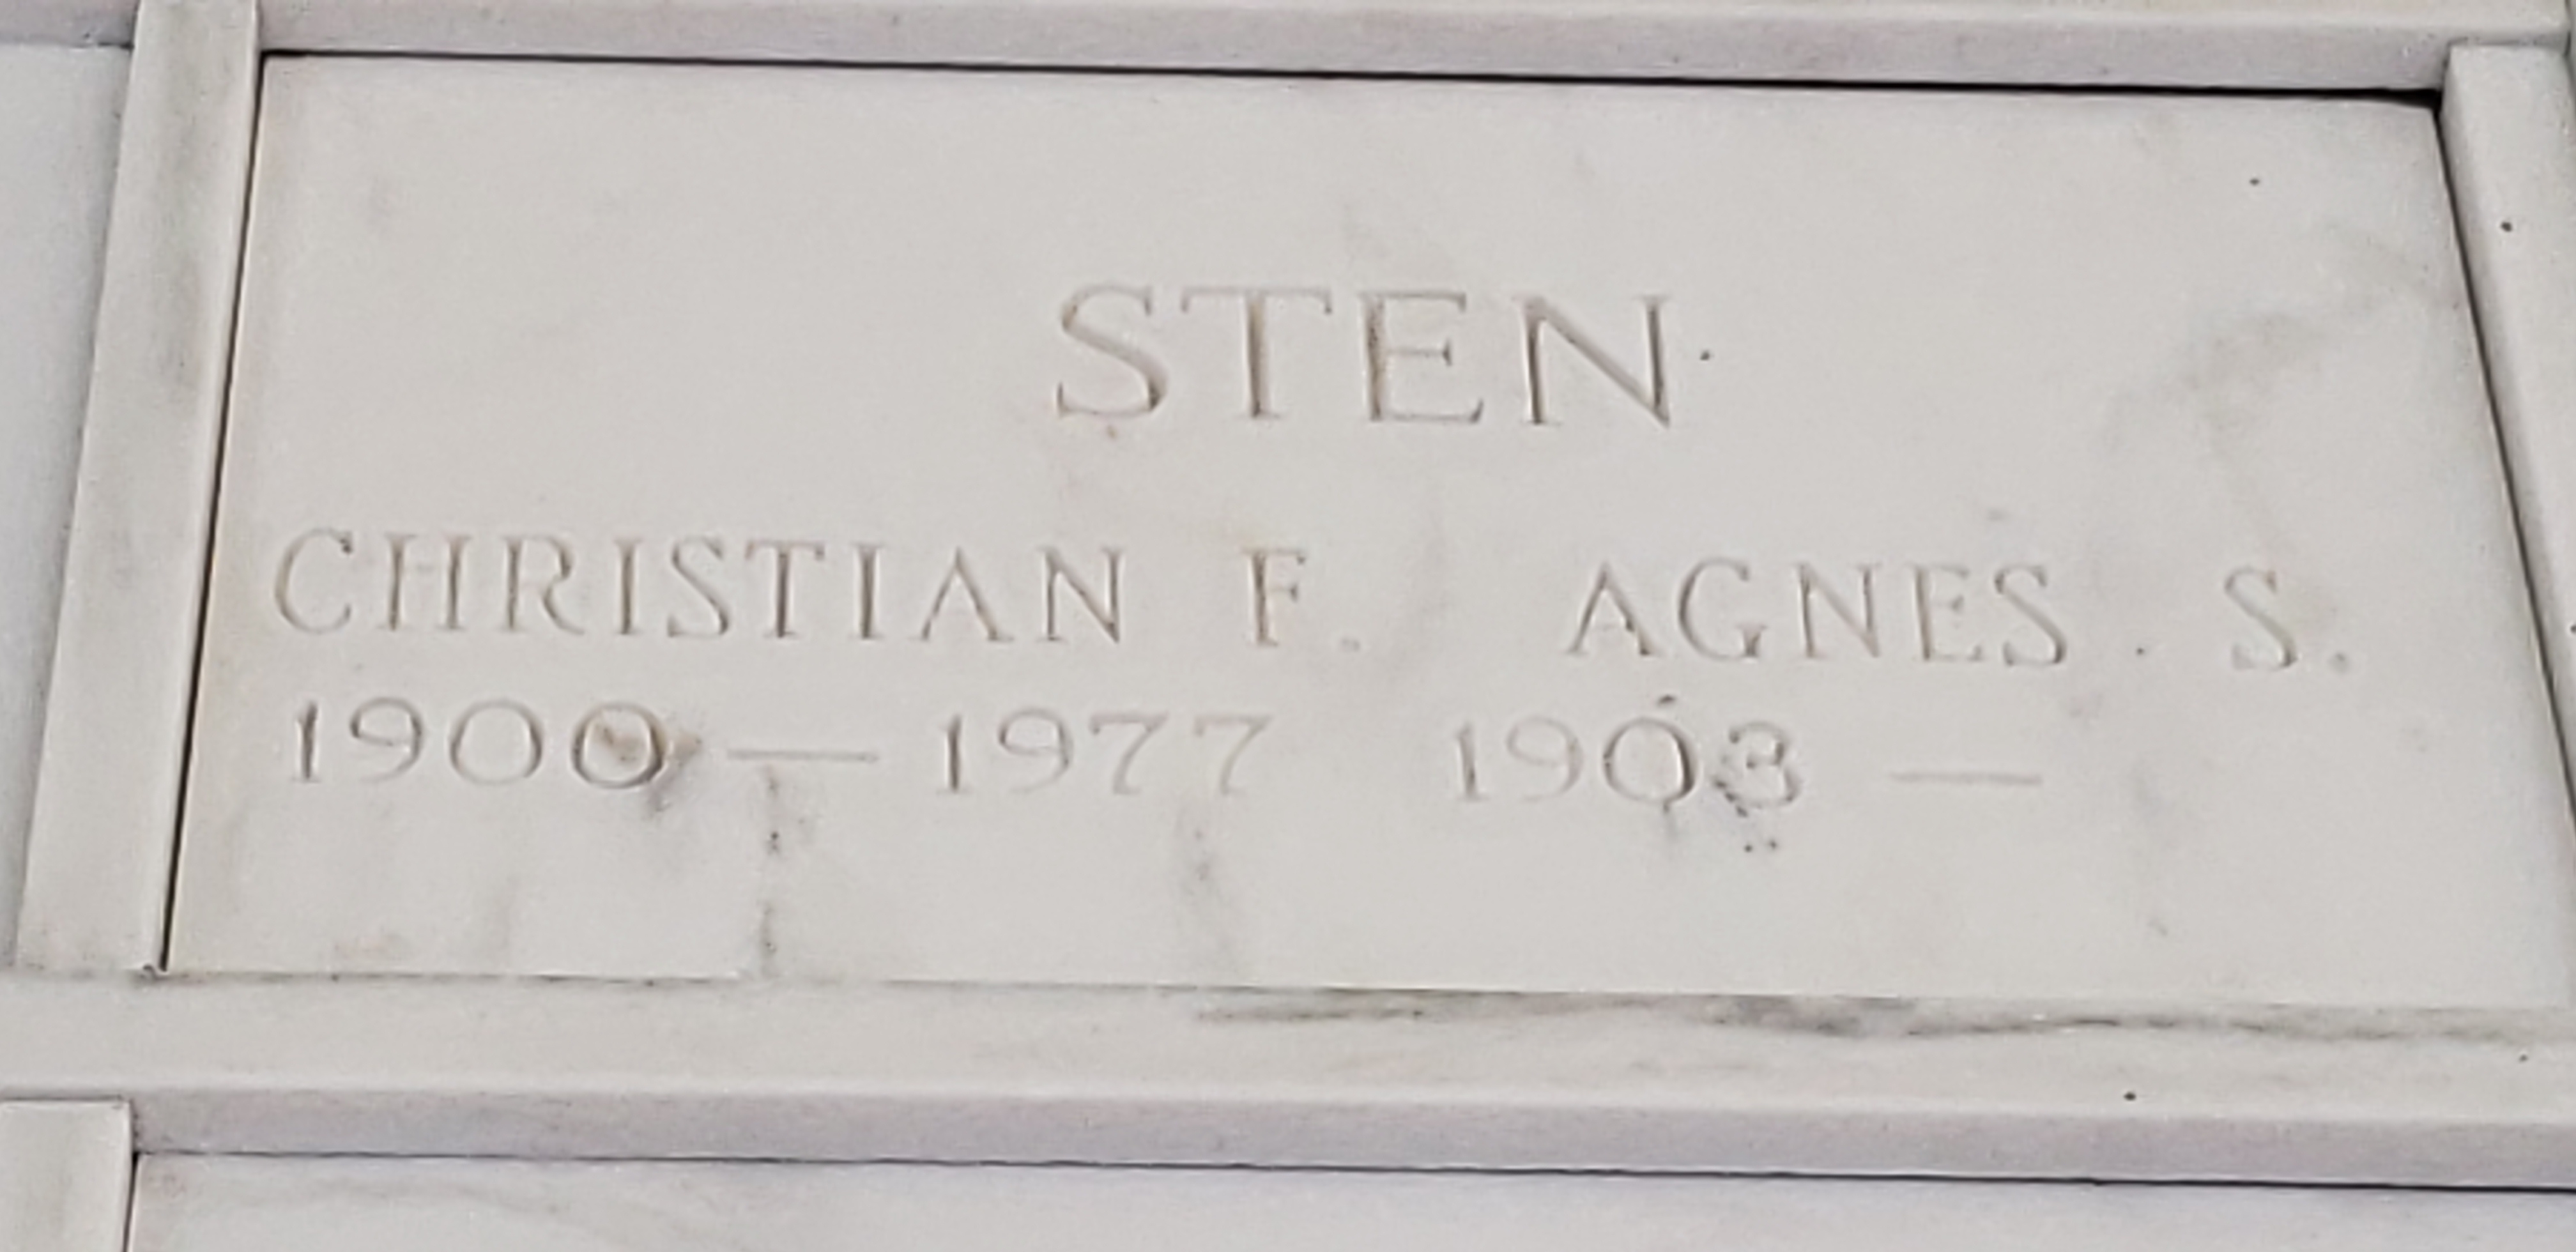 STEN
CHRISTIAN F. AGNES S.
1900 — 1977 1903 —